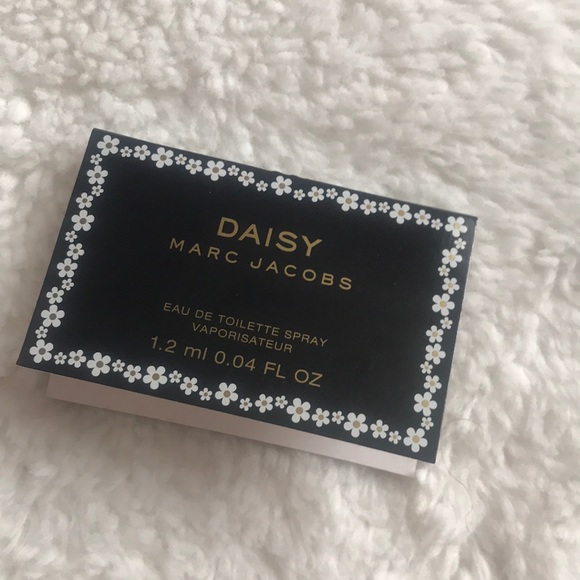 DAISY
MARC JACOBS
EAU DE TOILETTE SPRAY
VAPORISATEUR
1.2 ml 0.04 FL OZ